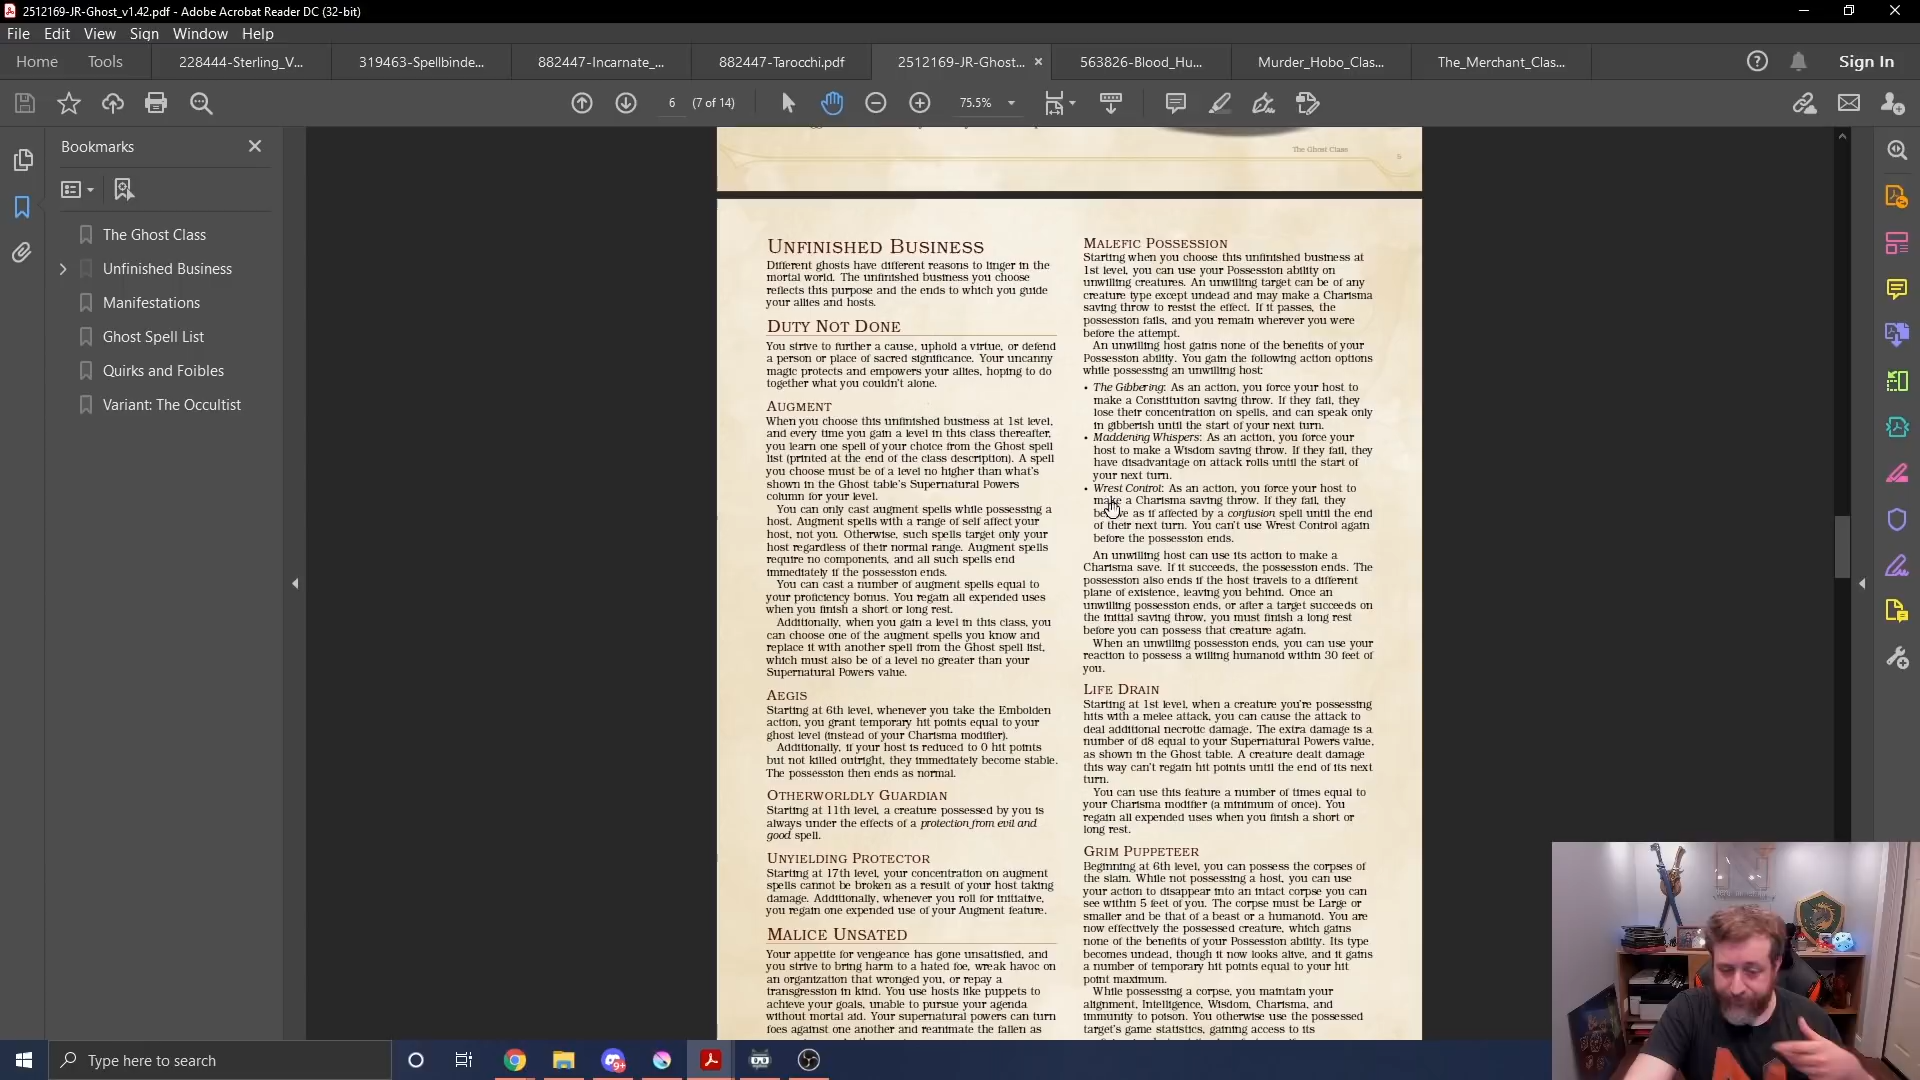 2512169-JR-Ghost_v1.42.pdf - Adobe Acrobat Reader DC (32-bit)
File Edit View Sign Window Help
Home Tools 228444-Sterling_V... 319463-Spellbinde... 882447-Incarnate_... 882447-Tarocchi.pdf 2512169-JR-Ghost... × 563826-Blood_Hu... Murder_Hobo_Clas... The_Merchant_Clas... Sign In
6 (7 of 14) 75.5%
Bookmarks
The Ghost Class
Unfinished Business
Manifestations
Ghost Spell List
Quirks and Foibles
Variant: The Occultist
The Ghost Class 5
Unfinished Business
Different ghosts have different reasons to linger in the
mortal world. The unfinished business you choose
reflects this purpose and the ends to which you guide
your allies and hosts.
Duty Not Done
You strive to further a cause, uphold a virtue, or defend
a person or place of sacred significance. Your uncanny
magic protects and empowers your allies, hoping to do
together what you couldn't alone.
Augment
When you choose this unfinished business at 1st level,
and every time you gain a level in this class thereafter,
you learn one spell of your choice from the Ghost spell
list (printed at the end of the class description). A spell
you choose must be of a level no higher than what's
shown in the Ghost table's Supernatural Powers
column for your level.
You can only cast augment spells while possessing a
host. Augment spells with a range of self affect your
host, not you. Otherwise, such spells target only your
host regardless of their normal range. Augment spells
require no components, and all such spells end
immediately if the possession ends.
You can cast a number of augment spells equal to
your proficiency bonus. You regain all expended uses
when you finish a short or long rest.
Additionally, when you gain a level in this class, you
can choose one of the augment spells you know and
replace it with another spell from the Ghost spell list,
which must also be of a level no greater than your
Supernatural Powers value.
Aegis
Starting at 6th level, whenever you take the Embolden
action, you grant temporary hit points equal to your
ghost level (instead of your Charisma modifier).
Additionally, if your host is reduced to 0 hit points
but not killed outright, they immediately become stable.
The possession then ends as normal.
Otherworldly Guardian
Starting at 11th level, a creature possessed by you is
always under the effects of a protection from evil and
good spell.
Unyielding Protector
Starting at 17th level, your concentration on augment
spells cannot be broken as a result of your host taking
damage. Additionally, whenever you roll for initiative,
you regain one expended use of your Augment feature.
Malice Unsated
Your appetite for vengeance has gone unsatisfied, and
you strive to bring harm to a hated foe, wreak havoc on
an organization that wronged you, or repay a
transgression in kind. You use hosts like puppets to
achieve your goals, unable to pursue your agenda
without mortal aid. Your supernatural powers can turn
foes against one another and reanimate the fallen as
Malefic Possession
Starting when you choose this unfinished business at
1st level, you can use your Possession ability on
unwilling creatures. An unwilling target can be of any
creature type except undead and may make a Charisma
saving throw to resist the effect. If it passes, the
possession fails, and you remain wherever you were
before the attempt.
An unwilling host gains none of the benefits of your
Possession ability. You gain the following action options
while possessing an unwilling host:
• The Gibbering: As an action, you force your host to
make a Constitution saving throw. If they fail, they
lose their concentration on spells, and can speak only
in gibberish until the start of your next turn.
• Maddening Whispers: As an action, you force your
host to make a Wisdom saving throw. If they fail, they
have disadvantage on attack rolls until the start of
your next turn.
• Wrest Control: As an action, you force your host to
make a Charisma saving throw. If they fail, they
behave as if affected by a confusion spell until the end
of their next turn. You can't use Wrest Control again
before the possession ends.
An unwilling host can use its action to make a
Charisma save. If it succeeds, the possession ends. The
possession also ends if the host travels to a different
plane of existence, leaving you behind. Once an
unwilling possession ends, or after a target succeeds on
the initial saving throw, you must finish a long rest
before you can possess that creature again.
When an unwilling possession ends, you can use your
reaction to possess a willing humanoid within 30 feet of
you.
Life Drain
Starting at 1st level, when a creature you're possessing
hits with a melee attack, you can cause the attack to
deal additional necrotic damage. The extra damage is a
number of d8 equal to your Supernatural Powers value,
as shown in the Ghost table. A creature dealt damage
this way can't regain hit points until the end of its next
turn.
You can use this feature a number of times equal to
your Charisma modifier (a minimum of once). You
regain all expended uses when you finish a short or
long rest.
Grim Puppeteer
Beginning at 6th level, you can possess the corpses of
the slain. While not possessing a host, you can use
your action to disappear into an intact corpse you can
see within 5 feet of you. The corpse must be Large or
smaller and be that of a beast or a humanoid. You are
now effectively the possessed creature, which gains
none of the benefits of your Possession ability. Its type
becomes undead, though it now looks alive, and it gains
a number of temporary hit points equal to your hit
point maximum.
While possessing a corpse, you maintain your
alignment, Intelligence, Wisdom, Charisma, and
immunity to poison. You otherwise use the possessed
target's game statistics, gaining access to its
Type here to search
9+